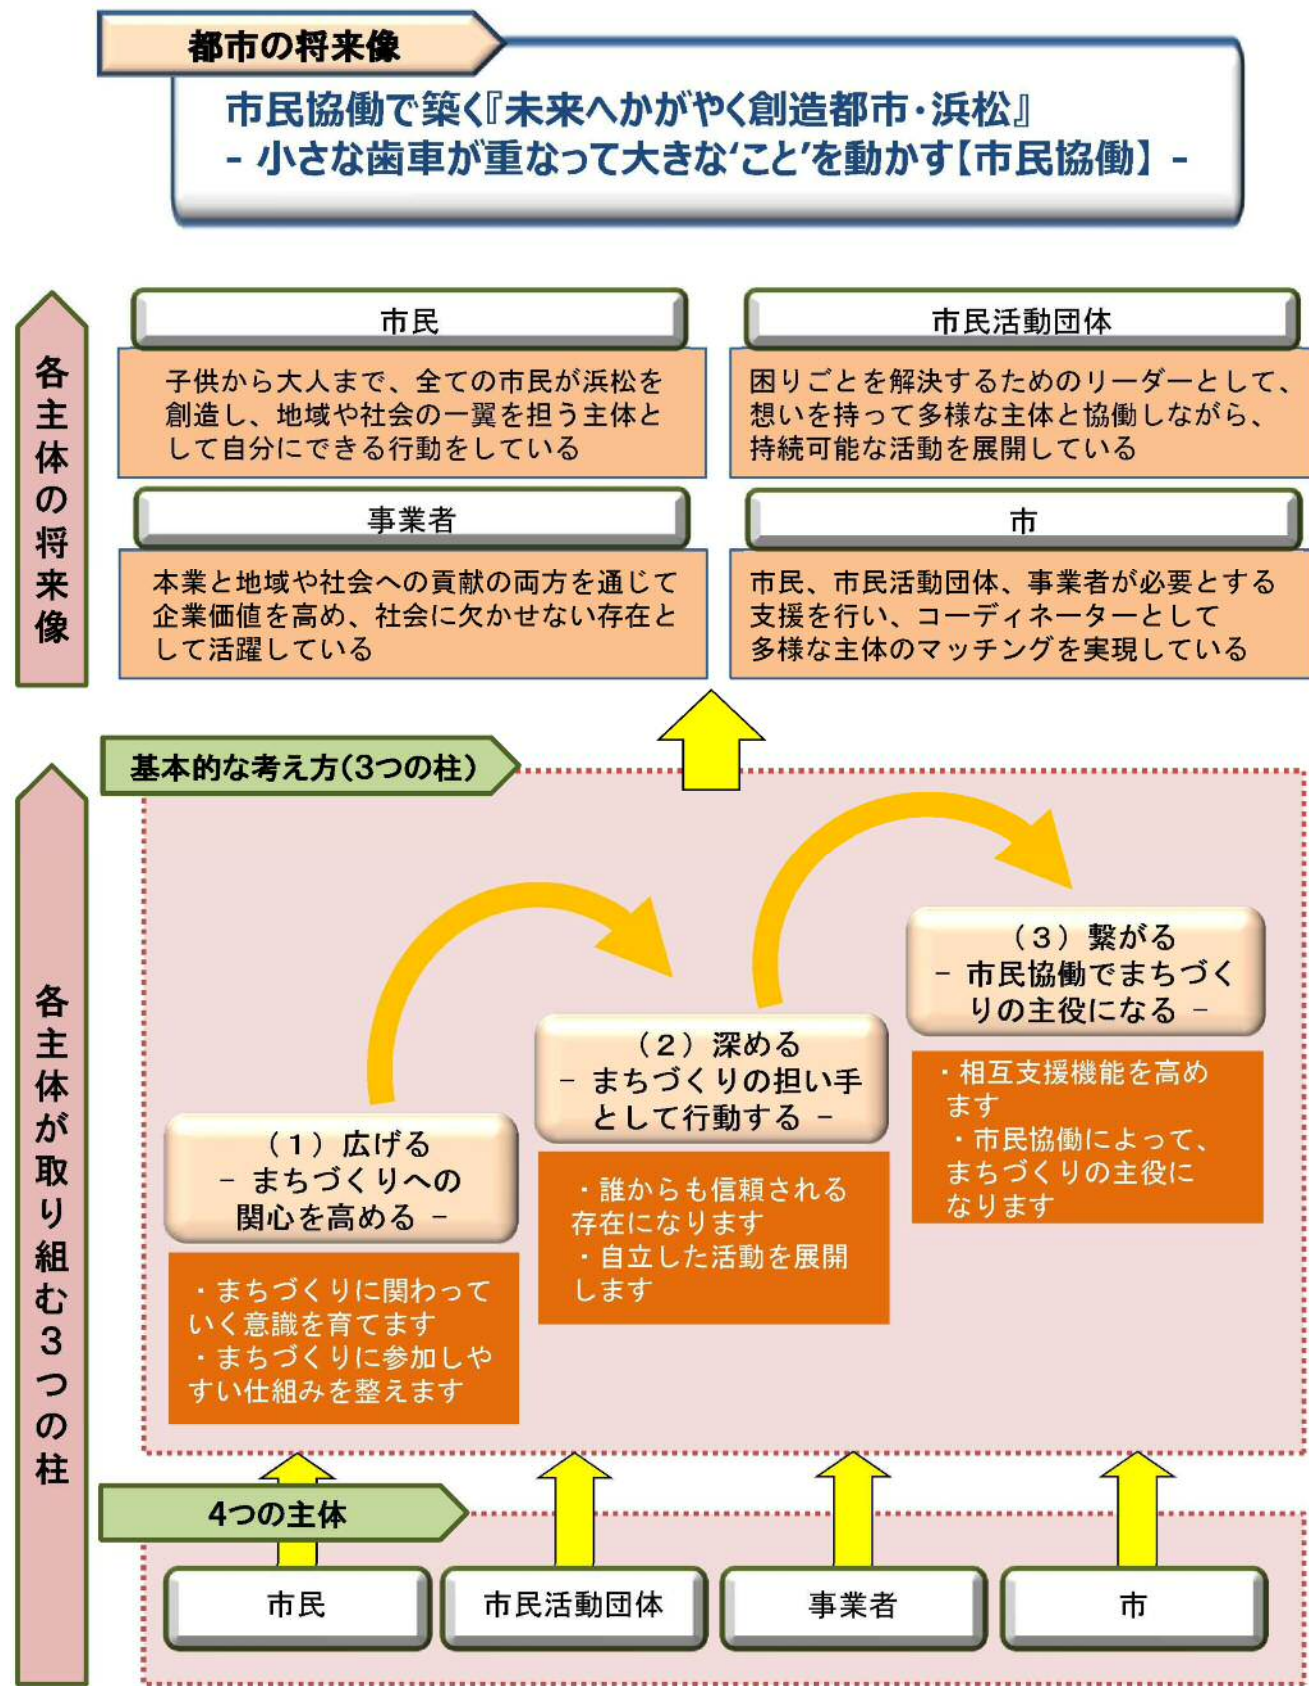 都市の将来像
市民協働で築く『未来へかがやく創造都市・浜松』
- 小さな歯車が重なって大きな‘こと’を動かす【市民協働】 -
各主体の将来像
市民
子供から大人まで、全ての市民が浜松を
創造し、地域や社会の一翼を担う主体と
して自分にできる行動をしている
市民活動団体
困りごとを解決するためのリーダーとして、
想いを持って多様な主体と協働しながら、
持続可能な活動を展開している
事業者
本業と地域や社会への貢献の両方を通じて
企業価値を高め、社会に欠かせない存在と
して活躍している
市
市民、市民活動団体、事業者が必要とする
支援を行い、コーディネーターとして
多様な主体のマッチングを実現している
各主体が取り組む3つの柱
基本的な考え方(3つの柱)
(1)広げる
- まちづくりへの
関心を高める -
・まちづくりに関わって
いく意識を育てます
・まちづくりに参加しや
すい仕組みを整えます
(2)深める
- まちづくりの担い手
として行動する -
・誰からも信頼される
存在になります
・自立した活動を展開
します
(3)繋がる
- 市民協働でまちづく
りの主役になる -
・相互支援機能を高め
ます
・市民協働によって、
まちづくりの主役に
なります
4つの主体
市民
市民活動団体
事業者
市